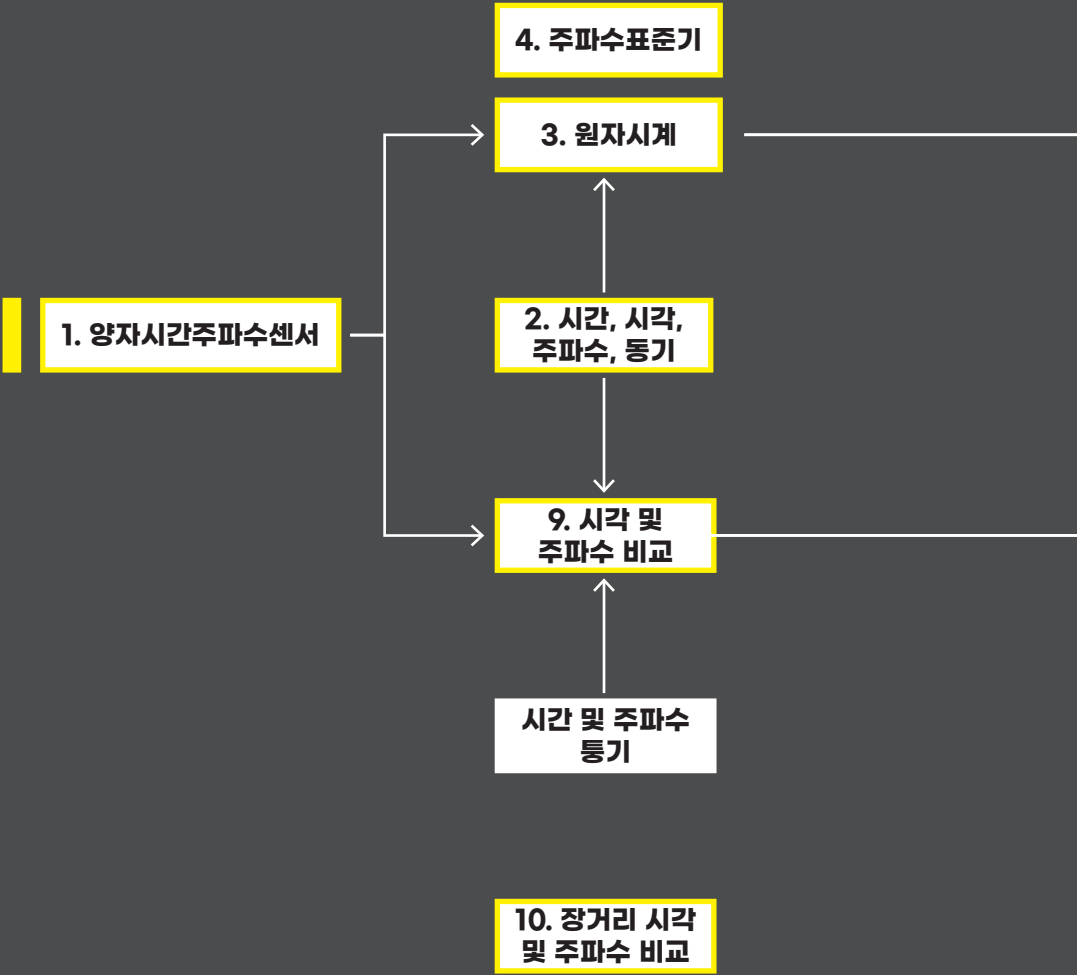 4. 주파수표준기
3. 원자시계
1. 양자시간주파수센서
2. 시간, 시각,
주파수, 동기
9. 시각 및
주파수 비교
시간 및 주파수
퉁기
10. 장거리 시각
및 주파수 비교